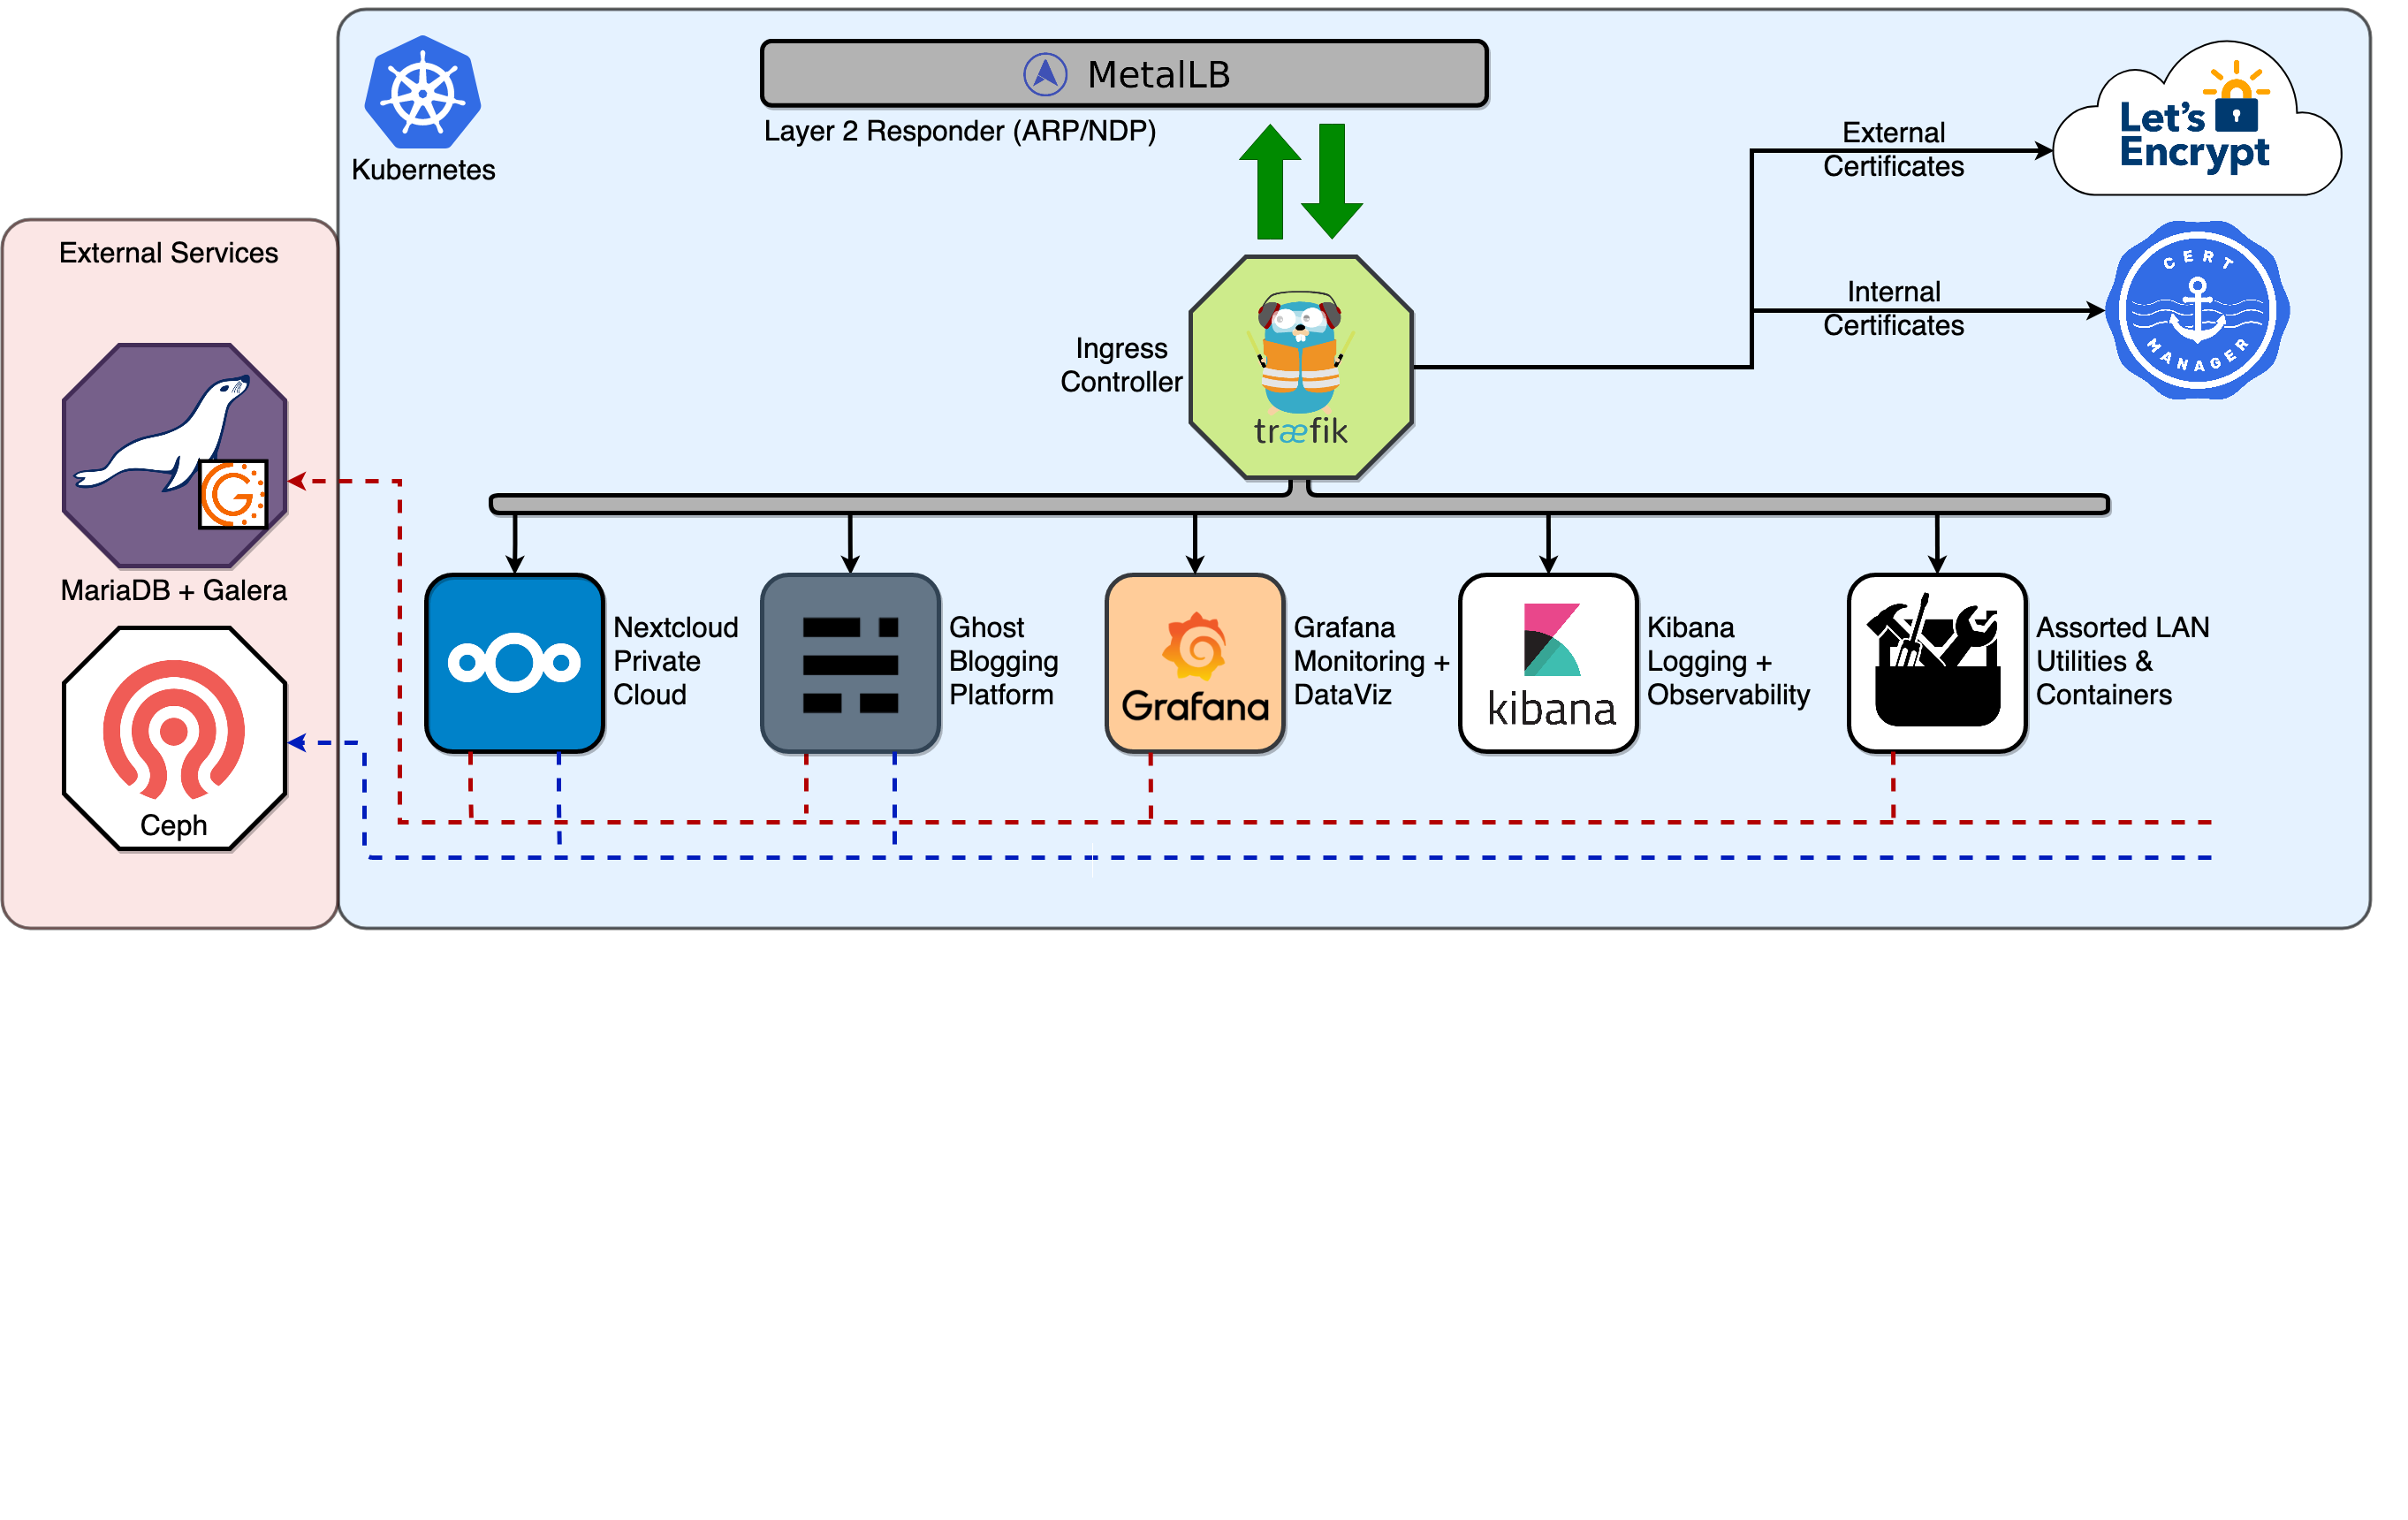 MetalLB
Layer 2 Responder (ARP/NDP)
Kubernetes
External
Certificates
Let's
Encrypt
External Services
Internal
Certificates
CERT
MANAGER
Ingress
Controller
træfik
G
MariaDB + Galera
Nextcloud
Private
Cloud
Ghost
Blogging
Platform
Grafana
Grafana
Monitoring +
DataViz
kibana
Kibana
Logging +
Observability
Assorted LAN
Utilities &
Containers
Ceph